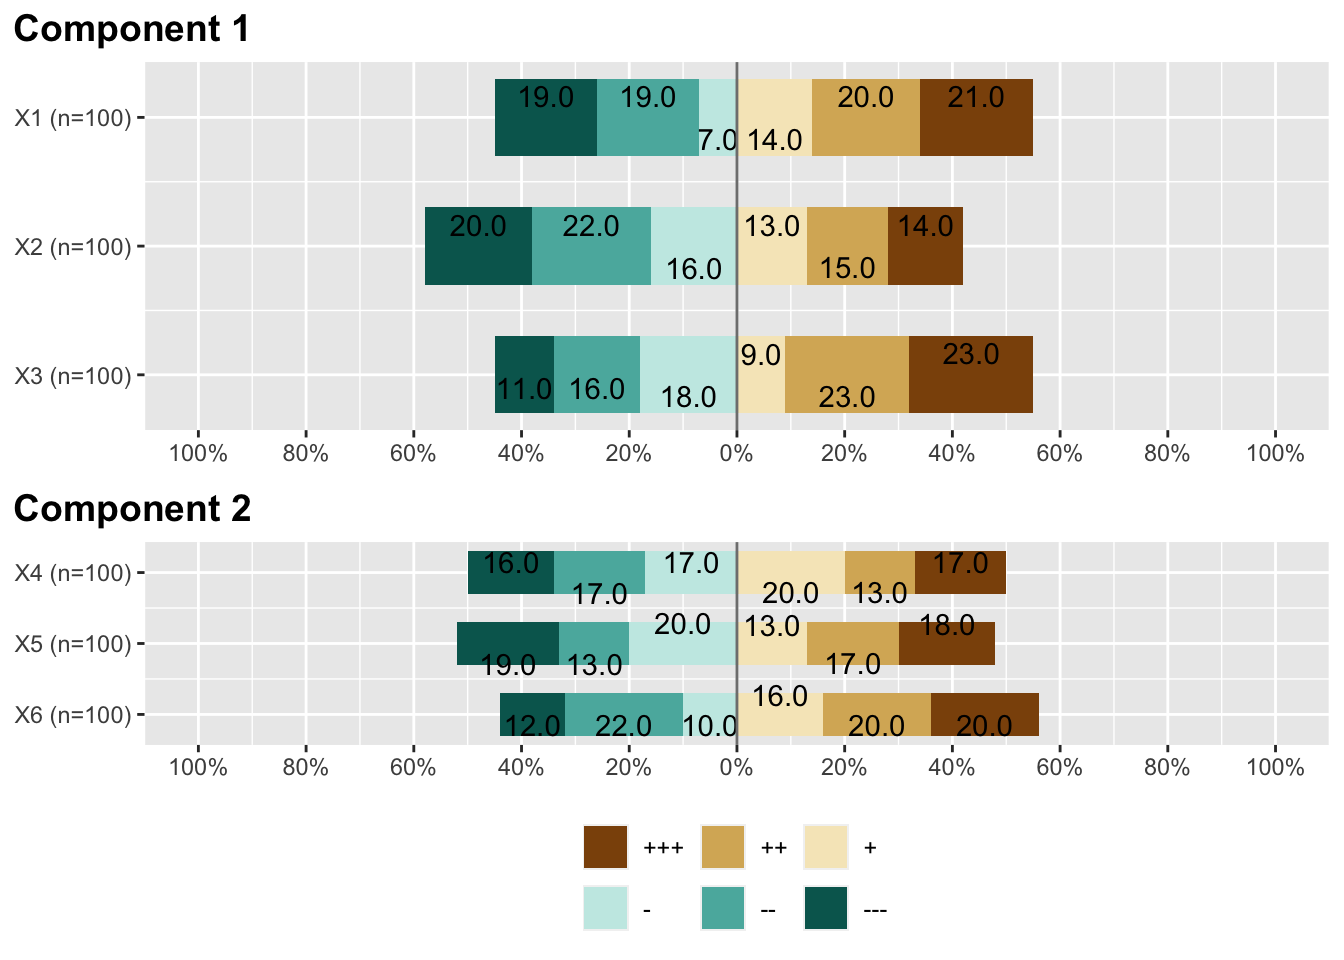 Component 1
X1 (n=100) 19.0 19.0 7.0 14.0 20.0 21.0
X2 (n=100) 20.0 22.0 16.0 13.0 15.0 14.0
X3 (n=100) 11.0 16.0 18.0 9.0 23.0 23.0
100% 80% 60% 40% 20% 0% 20% 40% 60% 80% 100%
Component 2
X4 (n=100) 16.0 17.0 17.0 20.0 13.0 17.0
X5 (n=100) 19.0 13.0 20.0 13.0 17.0 18.0
X6 (n=100) 12.0 22.0 10.0 16.0 20.0 20.0
100% 80% 60% 40% 20% 0% 20% 40% 60% 80% 100%
+++ ++ +
- -- ---